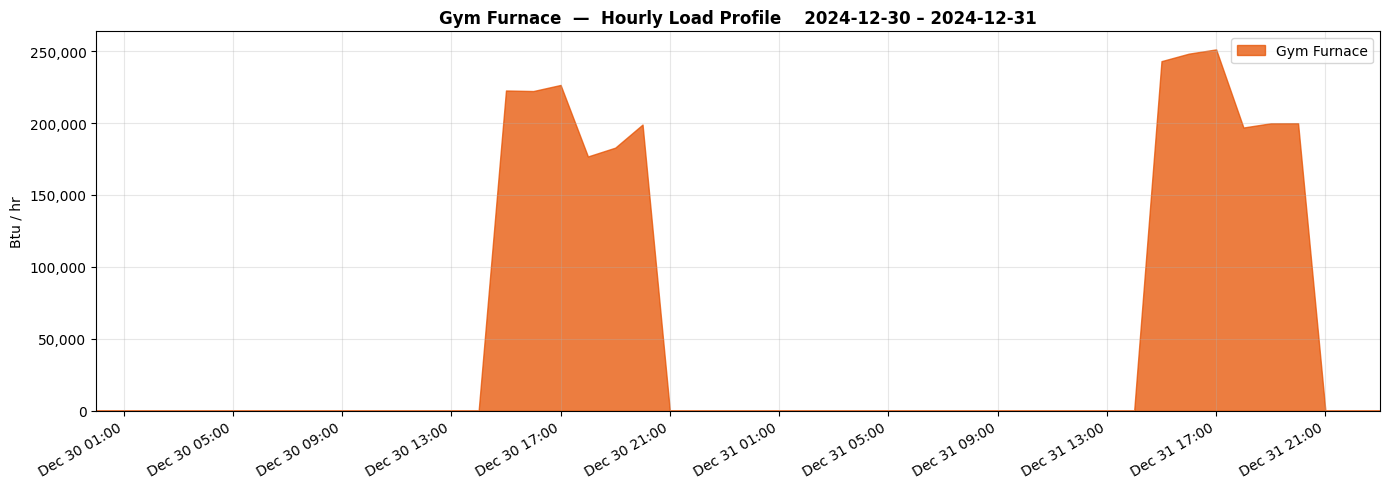 Gym Furnace  —  Hourly Load Profile    2024-12-30 – 2024-12-31
Gym Furnace
Btu / hr
250,000
200,000
150,000
100,000
50,000
0
Dec 30 01:00
Dec 30 05:00
Dec 30 09:00
Dec 30 13:00
Dec 30 17:00
Dec 30 21:00
Dec 31 01:00
Dec 31 05:00
Dec 31 09:00
Dec 31 13:00
Dec 31 17:00
Dec 31 21:00